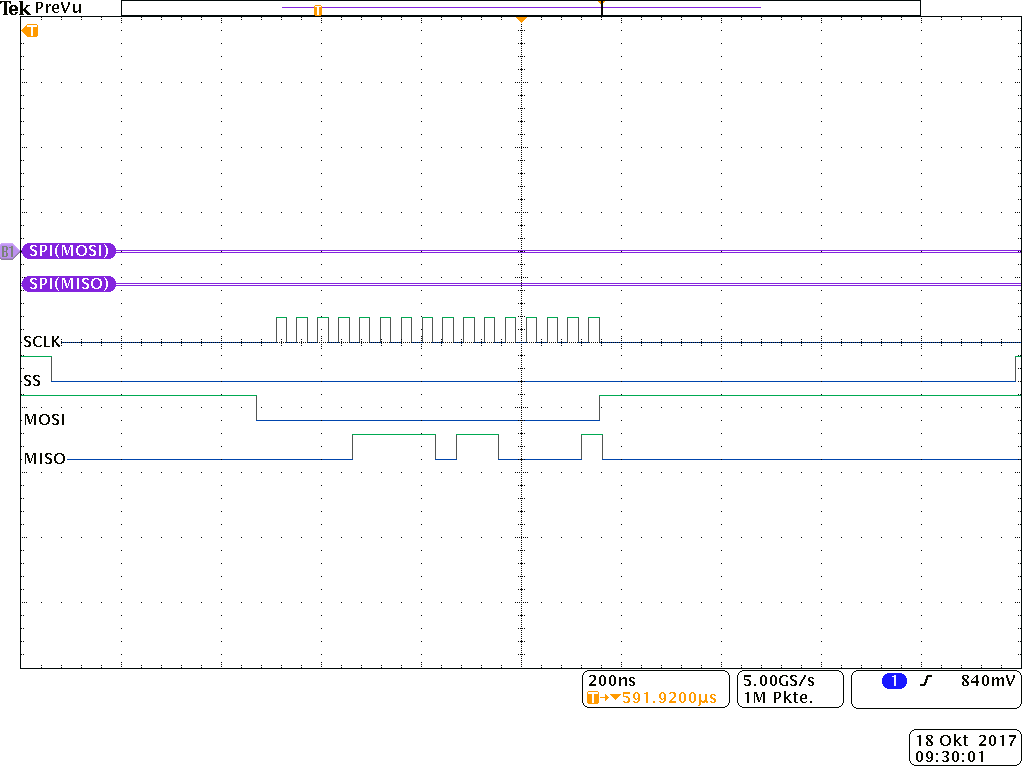 Tek PreVu
T
T
B1 SPI(MOSI)
SPI(MISO)
SCLK
SS
MOSI
MISO
200ns
T→▼591.9200µs
5.00GS/s
1M Pkte.
1 840mV
18 Okt 2017
09:30:01